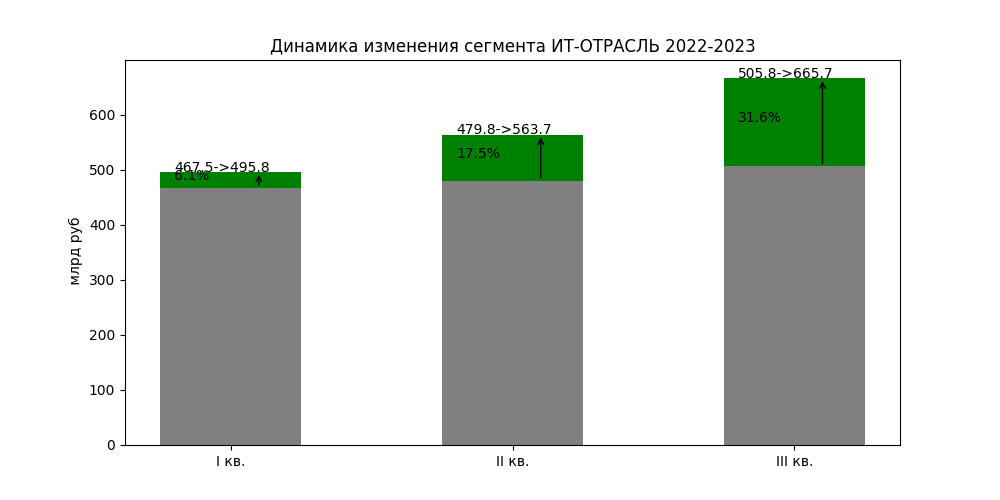 Динамика изменения сегмента ИТ-ОТРАСЛЬ 2022-2023
млрд руб
600
500
400
300
200
100
0
467.5->495.8
6.1%
479.8->563.7
17.5%
505.8->665.7
31.6%
I кв.
II кв.
III кв.